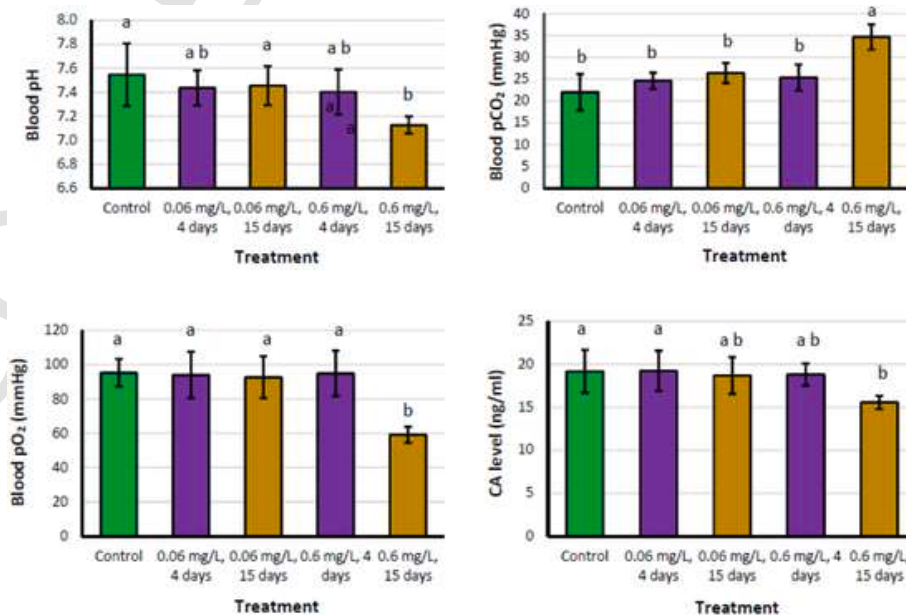 8.0
7.8
7.6
7.4
7.2
7.0
6.8
6.6
Blood pH
a
a b
a
a b
b
a
a
Control
0.06 mg/L, 4 days
0.06 mg/L, 15 days
0.6 mg/L, 4 days
0.6 mg/L, 15 days
Treatment
40
35
30
25
20
15
10
5
0
Blood pCO₂ (mmHg)
b
b
b
b
a
Control
0.06 mg/L, 4 days
0.06 mg/L, 15 days
0.6 mg/L, 4 days
0.6 mg/L, 15 days
Treatment
120
100
80
60
40
20
0
Blood pO₂ (mmHg)
a
a
a
a
b
Control
0.06 mg/L, 4 days
0.06 mg/L, 15 days
0.6 mg/L, 4 days
0.6 mg/L, 15 days
Treatment
25
20
15
10
5
0
CA level (ng/ml)
a
a
a b
a b
b
Control
0.06 mg/L, 4 days
0.06 mg/L, 15 days
0.6 mg/L, 4 days
0.6 mg/L, 15 days
Treatment